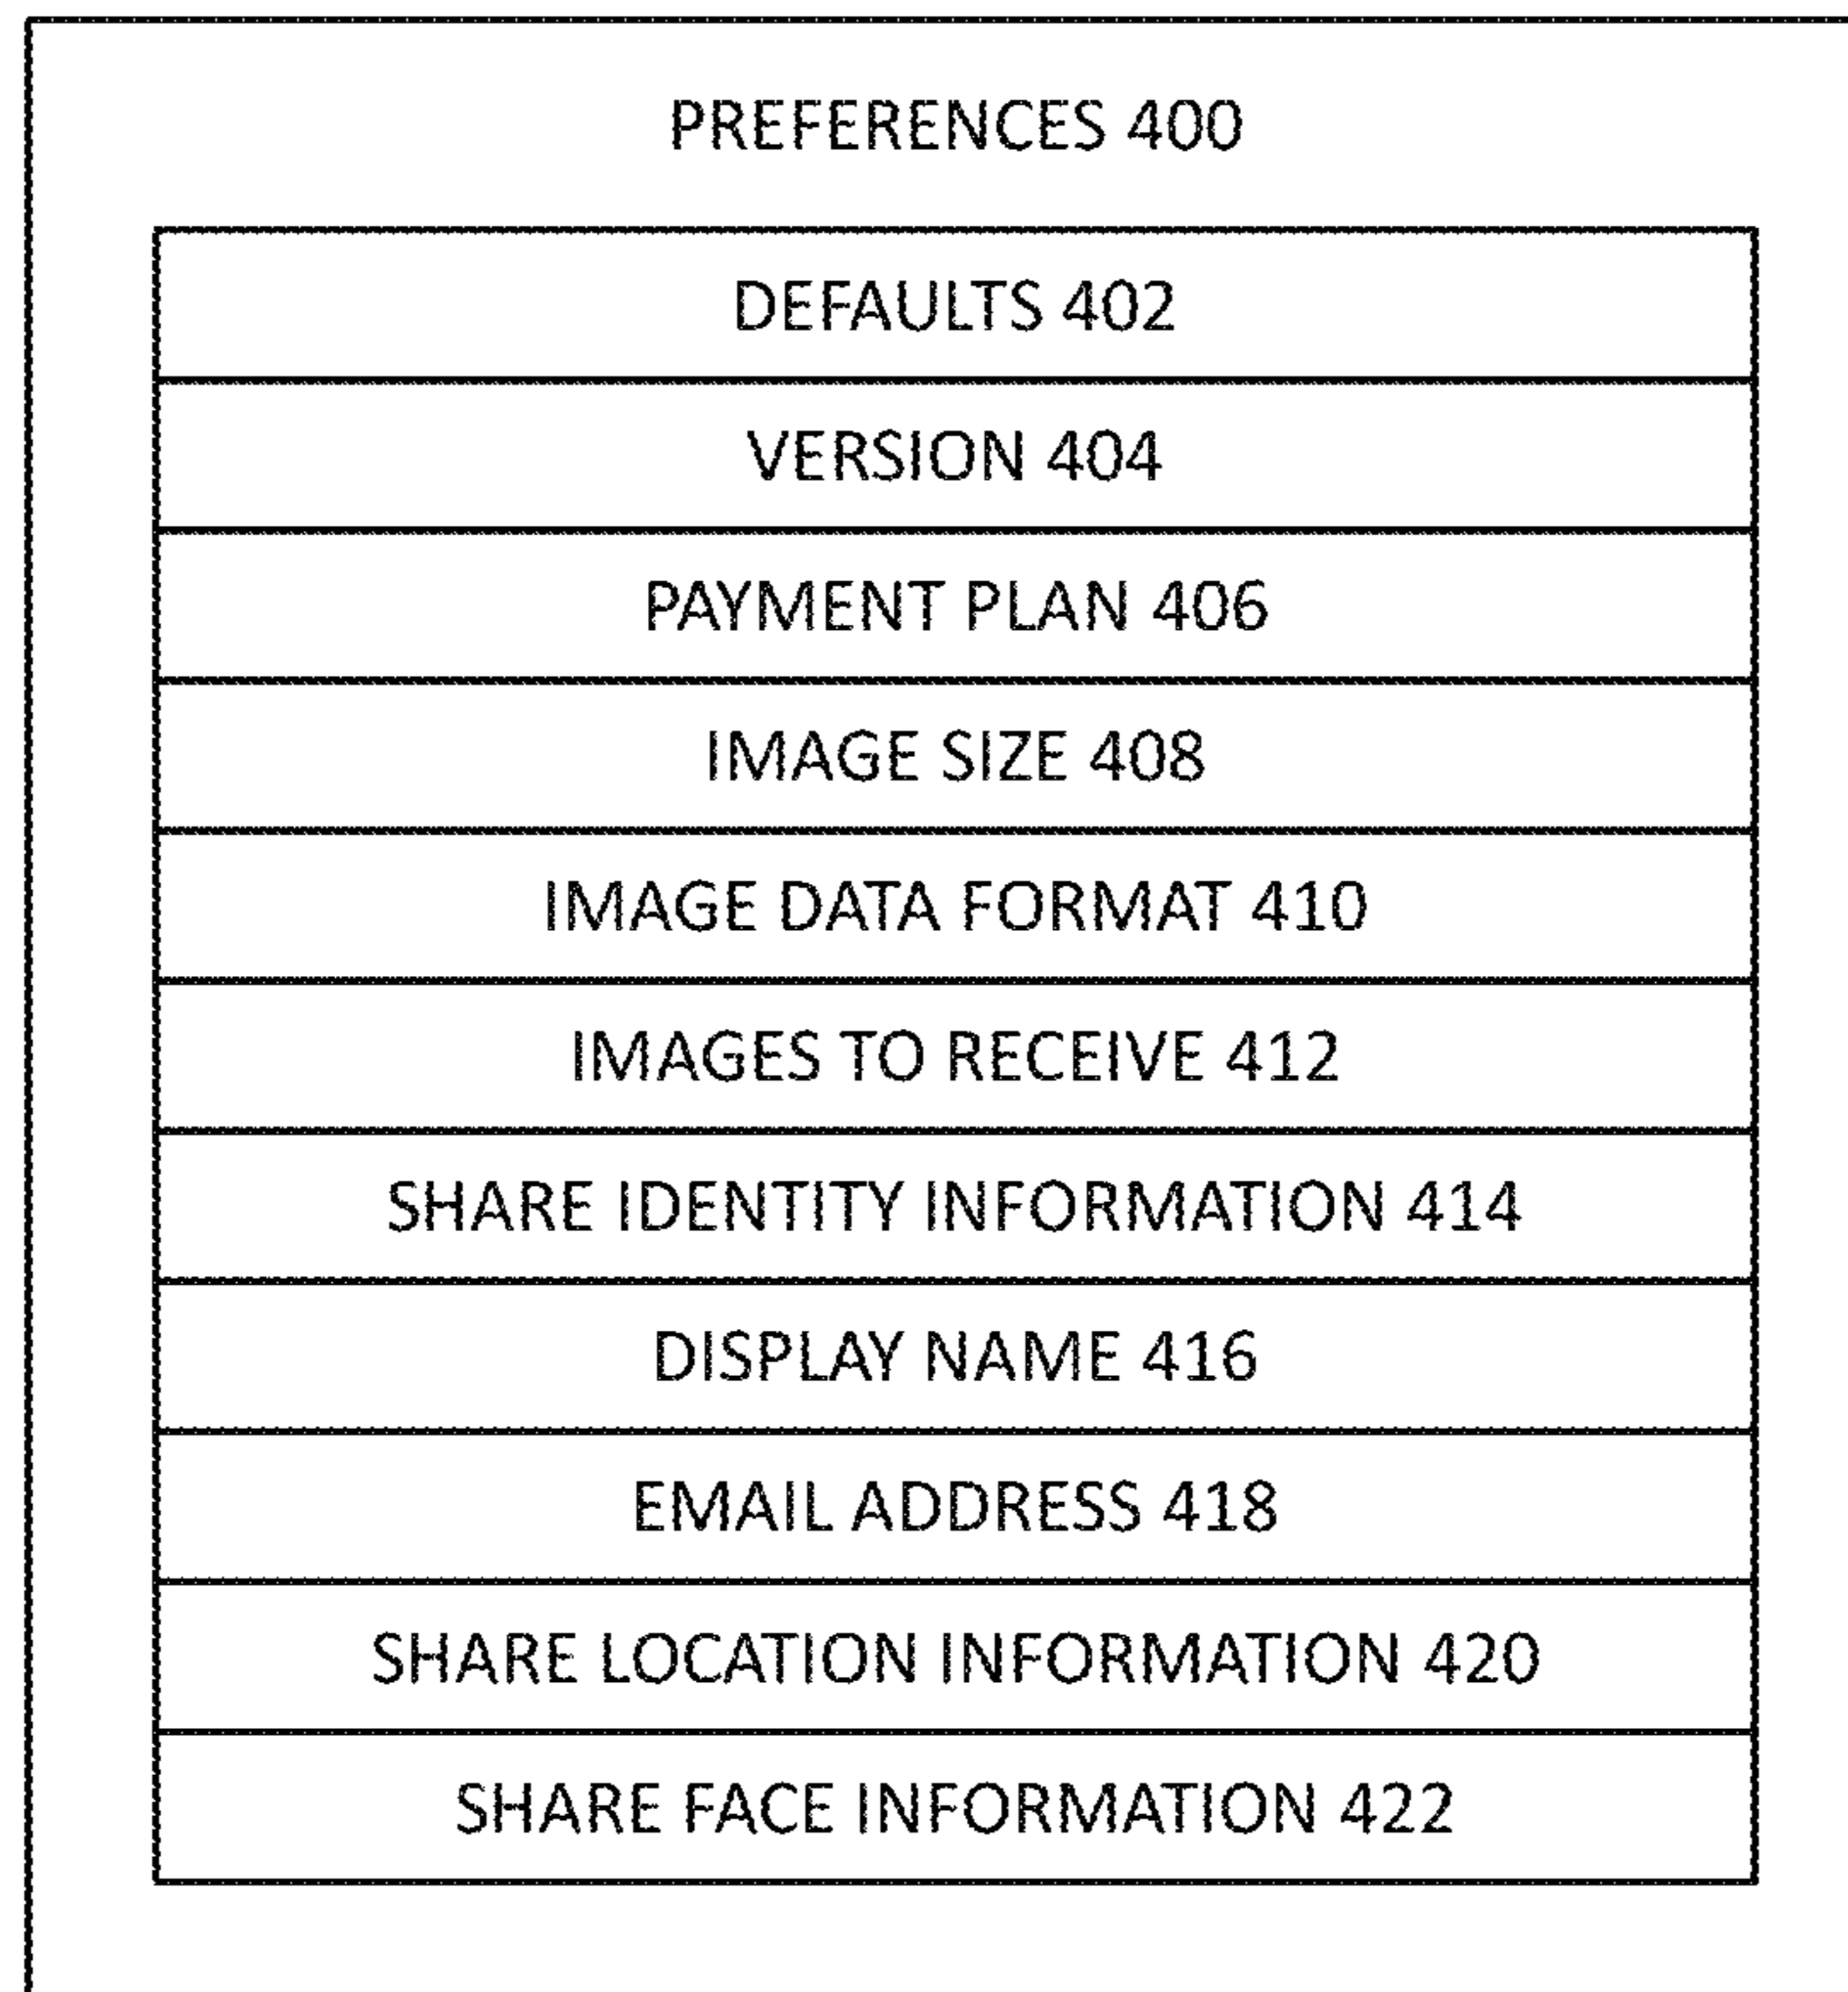 PREFERENCES 400
DEFAULTS 402
VERSION 404
PAYMENT PLAN 406
IMAGE SIZE 408
IMAGE DATA FORMAT 410
IMAGES TO RECEIVE 412
SHARE IDENTITY INFORMATION 414
DISPLAY NAME 416
EMAIL ADDRESS 418
SHARE LOCATION INFORMATION 420
SHARE FACE INFORMATION 422